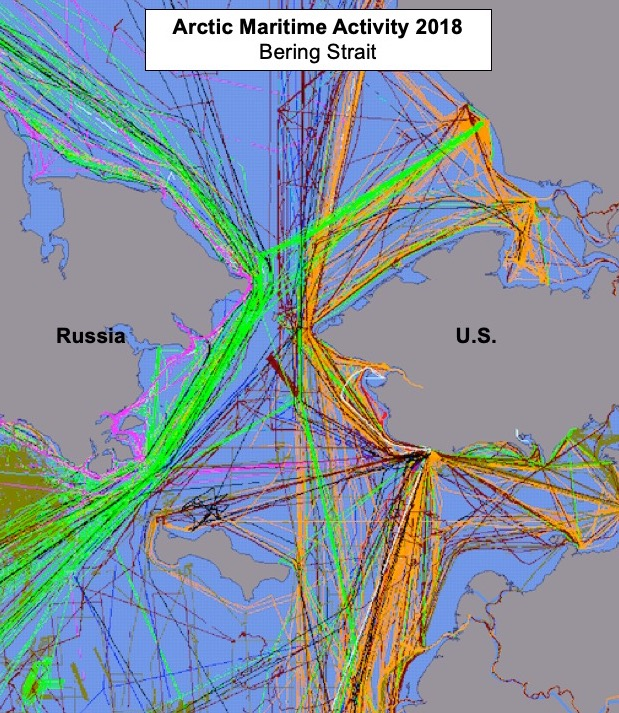 Arctic Maritime Activity 2018
Bering Strait
Russia
U.S.